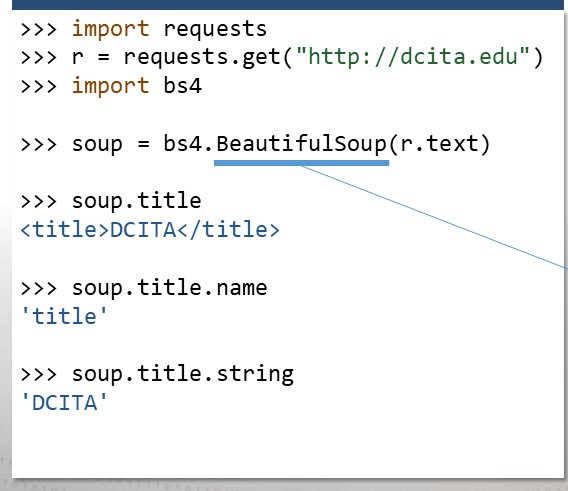 >>> import requests
>>> r = requests.get("http://dcita.edu")
>>> import bs4
>>> soup = bs4.BeautifulSoup(r.text)
>>> soup.title
<title>DCITA</title>
>>> soup.title.name
'title'
>>> soup.title.string
'DCITA'